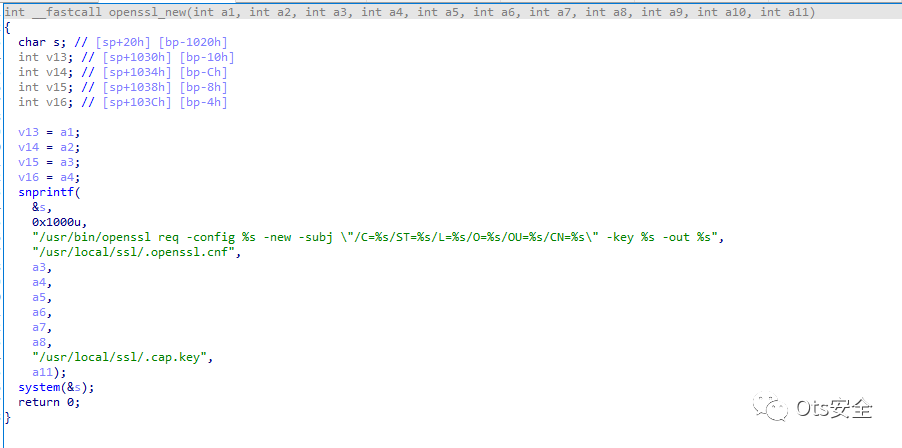 int __fastcall openssl_new(int a1, int a2, int a3, int a4, int a5, int a6, int a7, int a8, int a9, int a10, int a11)
{
char s; // [sp+20h] [bp-1020h]
int v13; // [sp+1030h] [bp-10h]
int v14; // [sp+1034h] [bp-Ch]
int v15; // [sp+1038h] [bp-8h]
int v16; // [sp+103Ch] [bp-4h]
v13 = a1;
v14 = a2;
v15 = a3;
v16 = a4;
snprintf(
&s,
0x1000u,
"/usr/bin/openssl req -config %s -new -subj \"/C=%s/ST=%s/L=%s/O=%s/OU=%s/CN=%s\" -key %s -out %s",
"/usr/local/ssl/.openssl.cnf",
a3,
a4,
a5,
a6,
a7,
a8,
"/usr/local/ssl/.cap.key",
a11);
system(&s);
return 0;
}
Ots安全